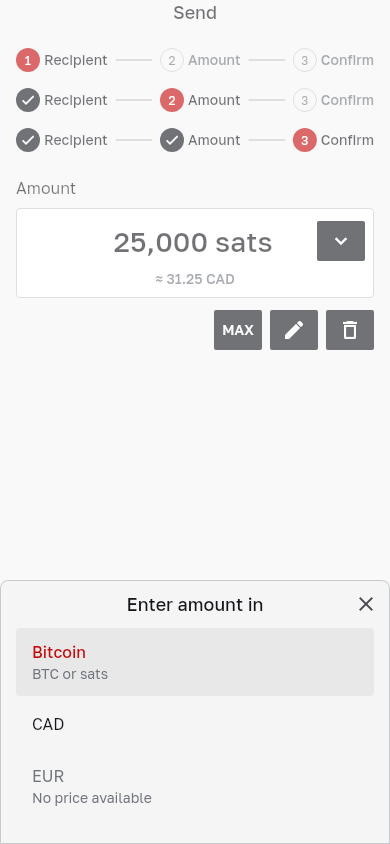 Send
1 Recipient 2 Amount 3 Confirm
Recipient 2 Amount 3 Confirm
Recipient Amount 3 Confirm
Amount
25,000 sats
≈ 31.25 CAD
MAX
Enter amount in
Bitcoin
BTC or sats
CAD
EUR
No price available